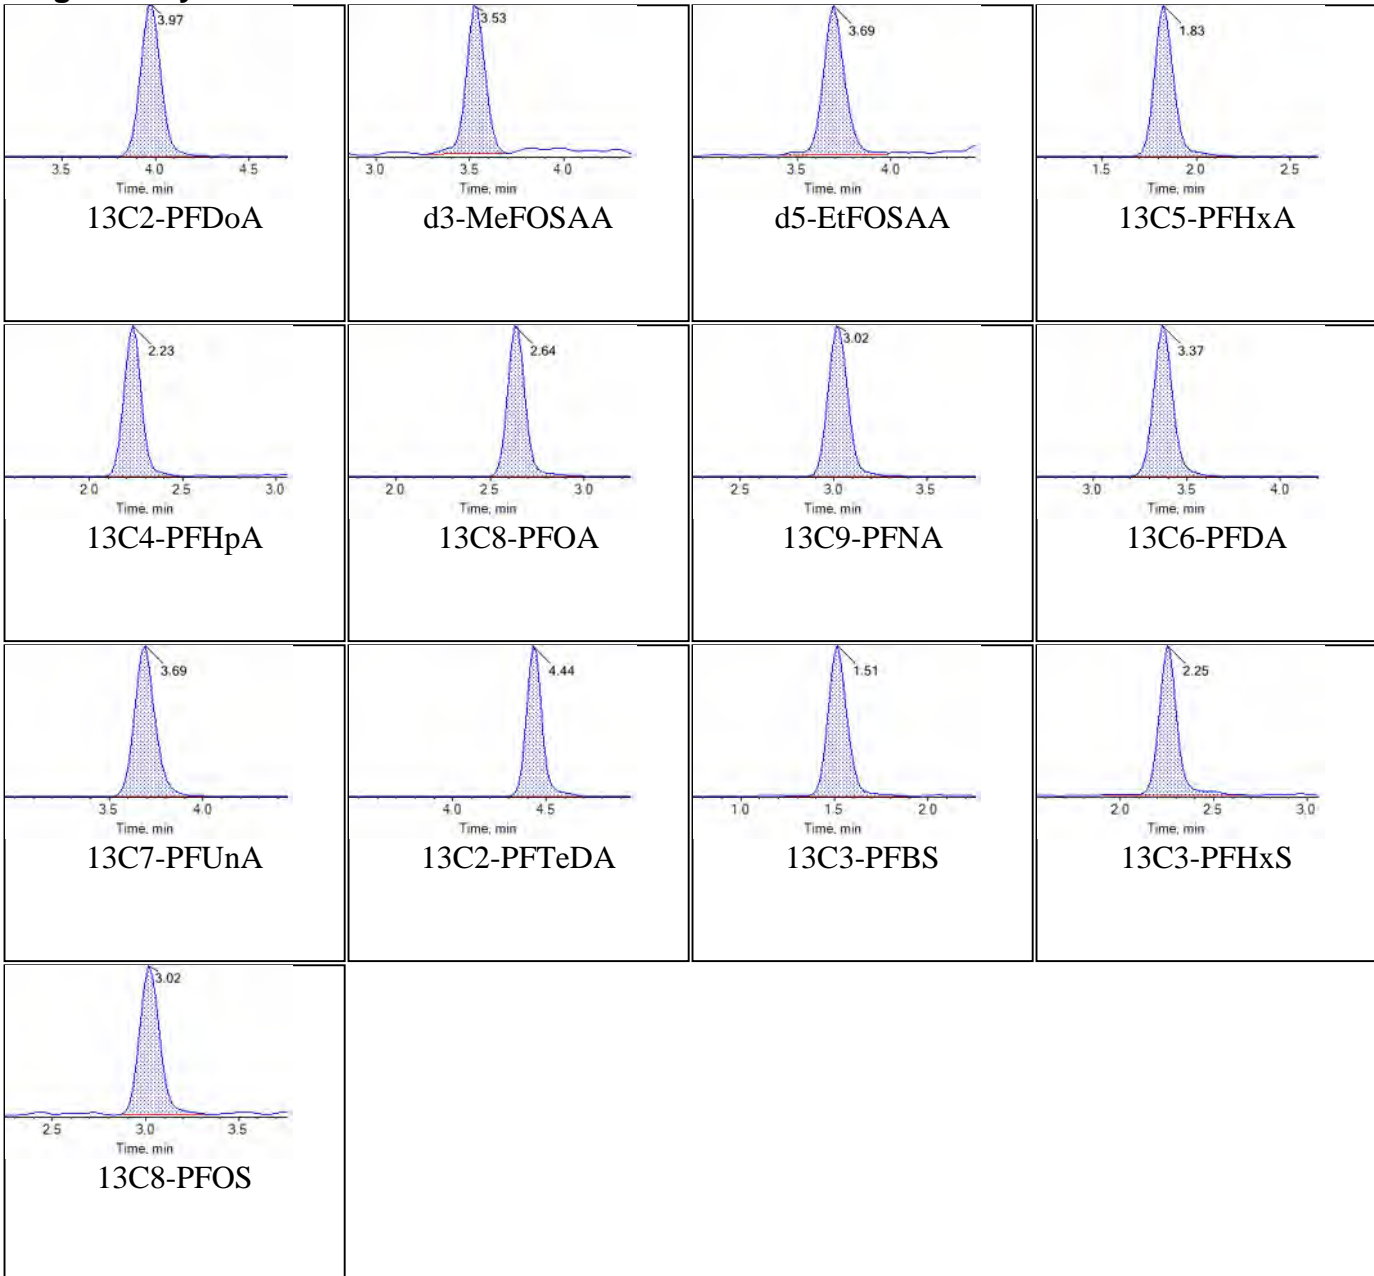 3.97
3.5 4.0 4.5
Time, min
13C2-PFDoA
3.53
3.0 3.5 4.0
Time, min
d3-MeFOSAA
3.69
3.5 4.0
Time, min
d5-EtFOSAA
1.83
1.5 2.0 2.5
Time, min
13C5-PFHxA
2.23
2.0 2.5 3.0
Time, min
13C4-PFHpA
2.64
2.0 2.5 3.0
Time, min
13C8-PFOA
3.02
2.5 3.0 3.5
Time, min
13C9-PFNA
3.37
3.0 3.5 4.0
Time, min
13C6-PFDA
3.69
3.5 4.0
Time, min
13C7-PFUnA
4.44
4.0 4.5
Time, min
13C2-PFTeDA
1.51
1.0 1.5 2.0
Time, min
13C3-PFBS
2.25
2.0 2.5 3.0
Time, min
13C3-PFHxS
3.02
2.5 3.0 3.5
Time, min
13C8-PFOS